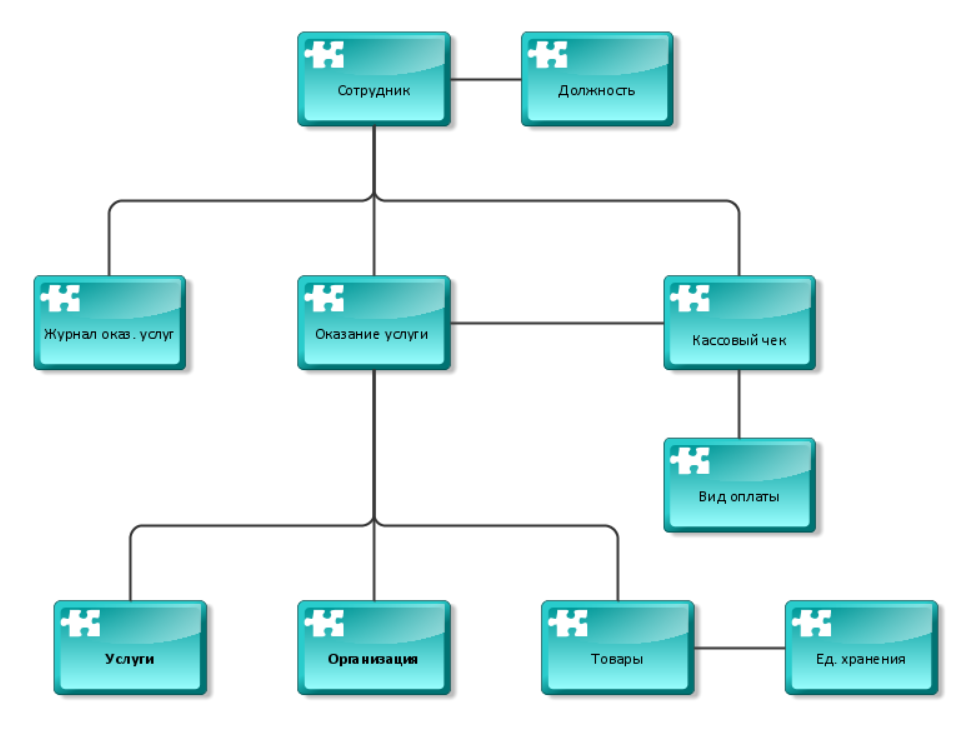 Сотрудник
Должность
Журнал оказ. услуг
Оказание услуги
Кассовый чек
Вид оплаты
Услуги
Организация
Товары
Ед. хранения